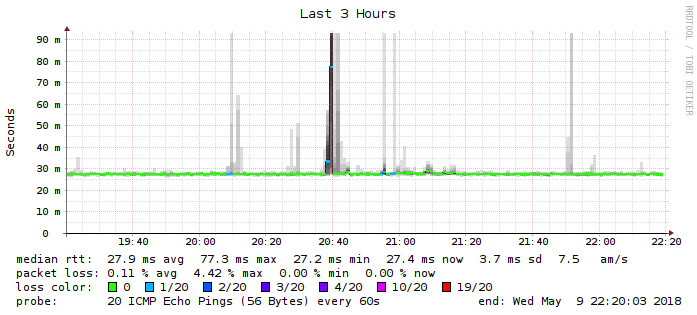 Last 3 Hours
RRDTOOL / TOBI OETIKER
Seconds
90 m
80 m
70 m
60 m
50 m
40 m
30 m
20 m
10 m
0
19:40 20:00 20:20 20:40 21:00 21:20 21:40 22:00 22:20
median rtt: 27.9 ms avg 77.3 ms max 27.2 ms min 27.4 ms now 3.7 ms sd 7.5 am/s
packet loss: 0.11 % avg 4.42 % max 0.00 % min 0.00 % now
loss color: 0 1/20 2/20 3/20 4/20 10/20 19/20
probe: 20 ICMP Echo Pings (56 Bytes) every 60s end: Wed May 9 22:20:03 2018